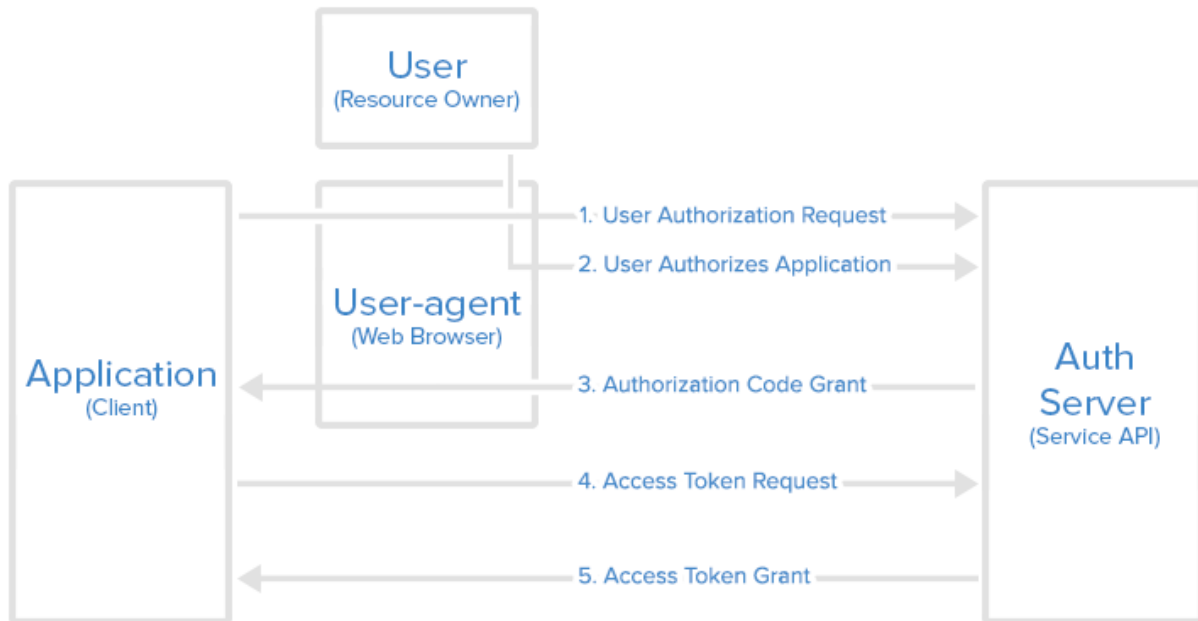 User
(Resource Owner)
1. User Authorization Request
2. User Authorizes Application
User-agent
(Web Browser)
Application
(Client)
3. Authorization Code Grant
Auth
Server
(Service API)
4. Access Token Request
5. Access Token Grant